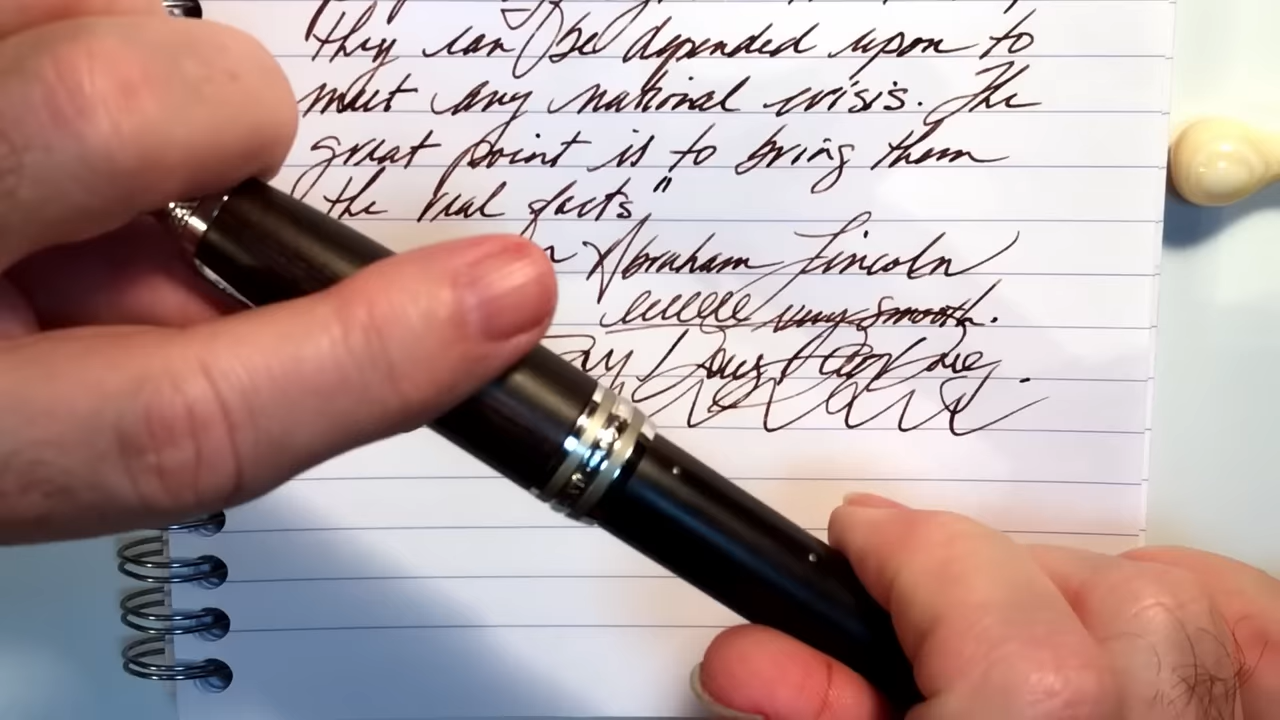 they can be depended upon to
meet any national crisis. The
great point is to bring them
the real facts"
Abraham Lincoln
very smooth.